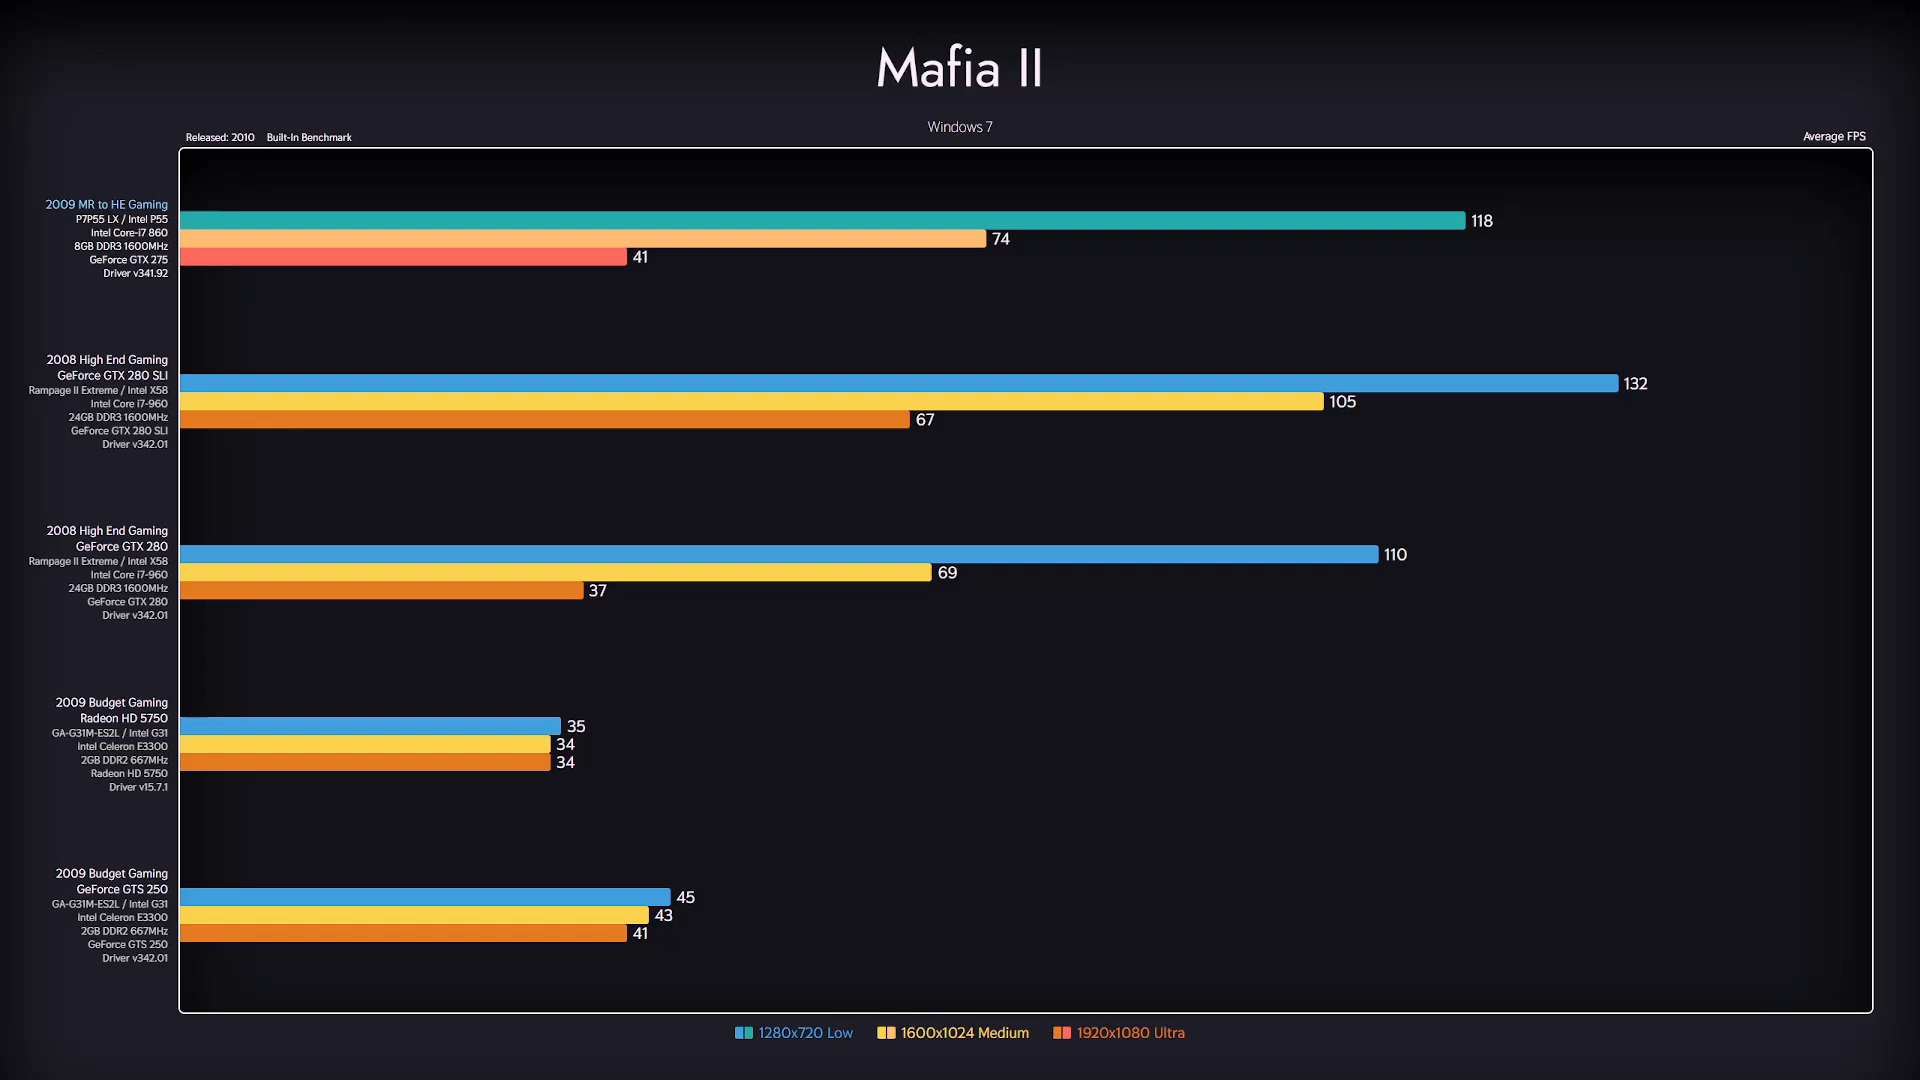 Mafia II
Windows 7
Released: 2010 Built-In Benchmark
Average FPS
2009 MR to HE Gaming
P7P55 LX / Intel P55
Intel Core-i7 860
8GB DDR3 1600MHz
GeForce GTX 275
Driver v341.92
118
74
41
2008 High End Gaming
GeForce GTX 280 SLI
Rampage II Extreme / Intel X58
Intel Core i7-960
24GB DDR3 1600MHz
GeForce GTX 280 SLI
Driver v342.01
132
105
67
2008 High End Gaming
GeForce GTX 280
Rampage II Extreme / Intel X58
Intel Core i7-960
24GB DDR3 1600MHz
GeForce GTX 280
Driver v342.01
110
69
37
2009 Budget Gaming
Radeon HD 5750
GA-G31M-ES2L / Intel G31
Intel Celeron E3300
2GB DDR2 667MHz
Radeon HD 5750
Driver v15.7.1
35
34
34
2009 Budget Gaming
GeForce GTS 250
GA-G31M-ES2L / Intel G31
Intel Celeron E3300
2GB DDR2 667MHz
GeForce GTS 250
Driver v342.01
45
43
41
1280x720 Low
1600x1024 Medium
1920x1080 Ultra